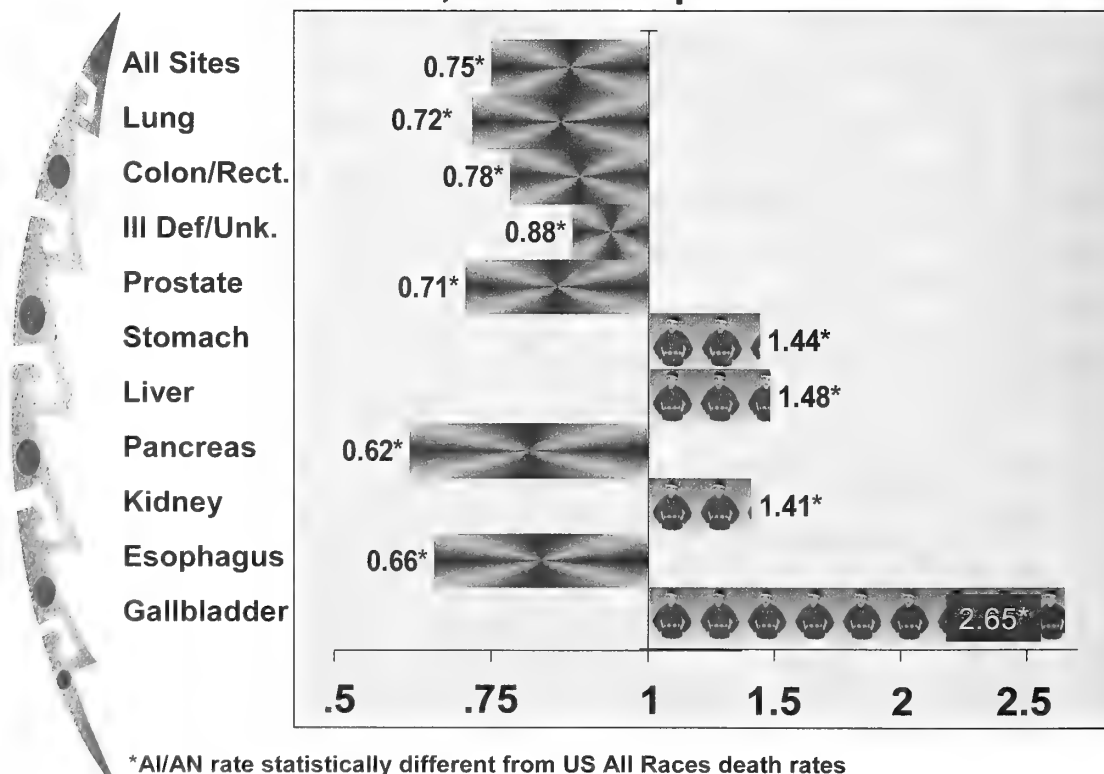 All Sites 0.75*
Lung 0.72*
Colon/Rect. 0.78*
Ill Def/Unk. 0.88*
Prostate 0.71*
Stomach 1.44*
Liver 1.48*
Pancreas 0.62*
Kidney 1.41*
Esophagus 0.66*
Gallbladder 2.65*
.5 .75 1 1.5 2 2.5
*AI/AN rate statistically different from US All Races death rates